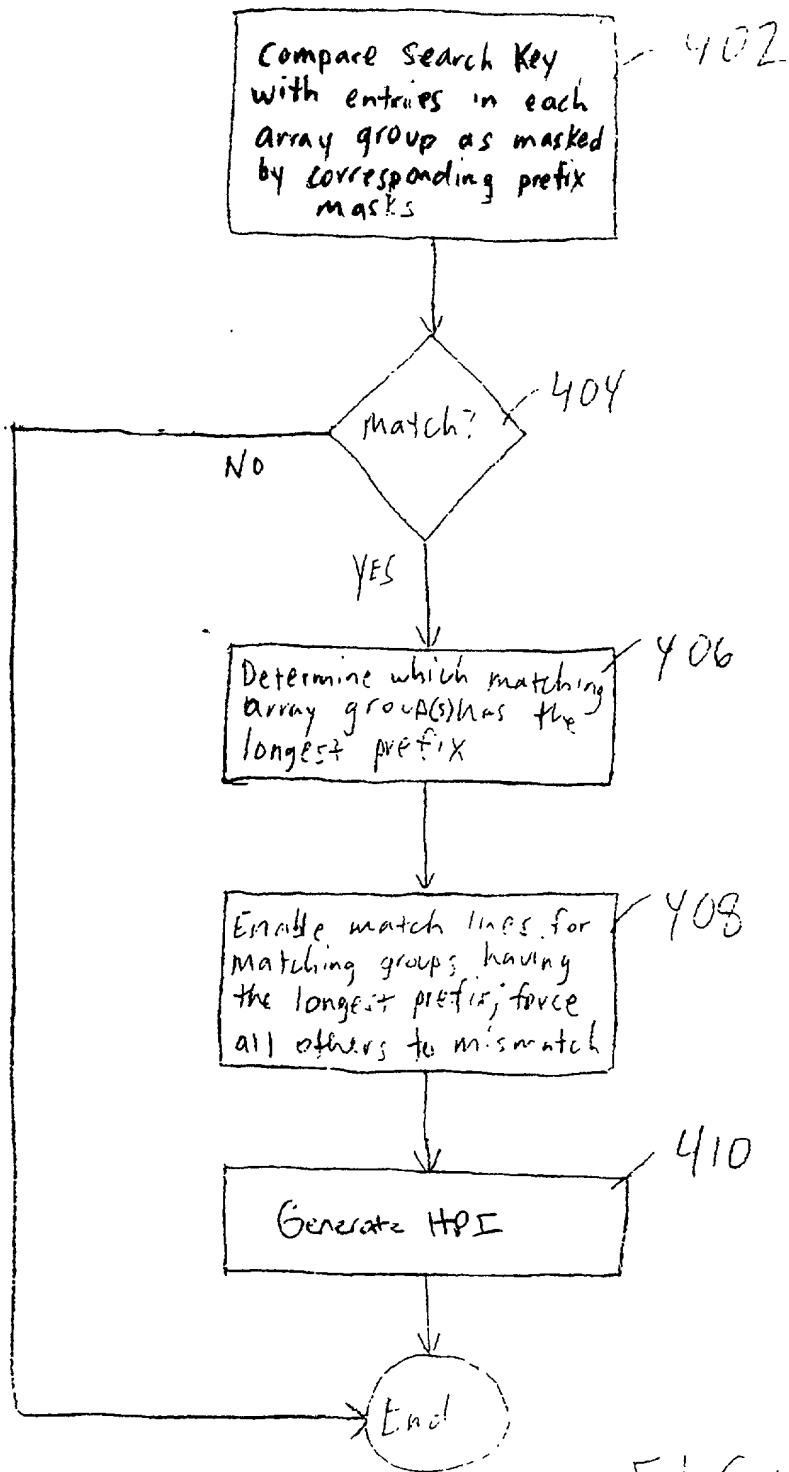 Compare Search Key
with entries in each
array group as masked
by corresponding prefix
masks
402
Match?
404
NO
YES
Determine which matching
array group(s) has the
longest prefix
406
Enable match lines for
matching groups having
the longest prefix; force
all others to mismatch
408
Generate HPI
410
End